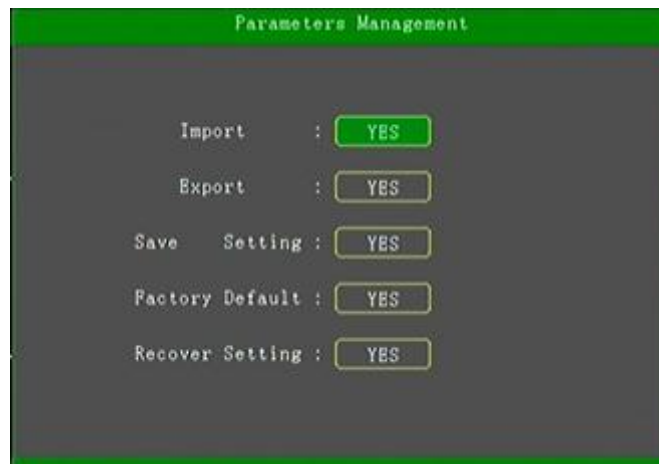 Parameters Management
Import : YES
Export : YES
Save Setting : YES
Factory Default : YES
Recover Setting : YES